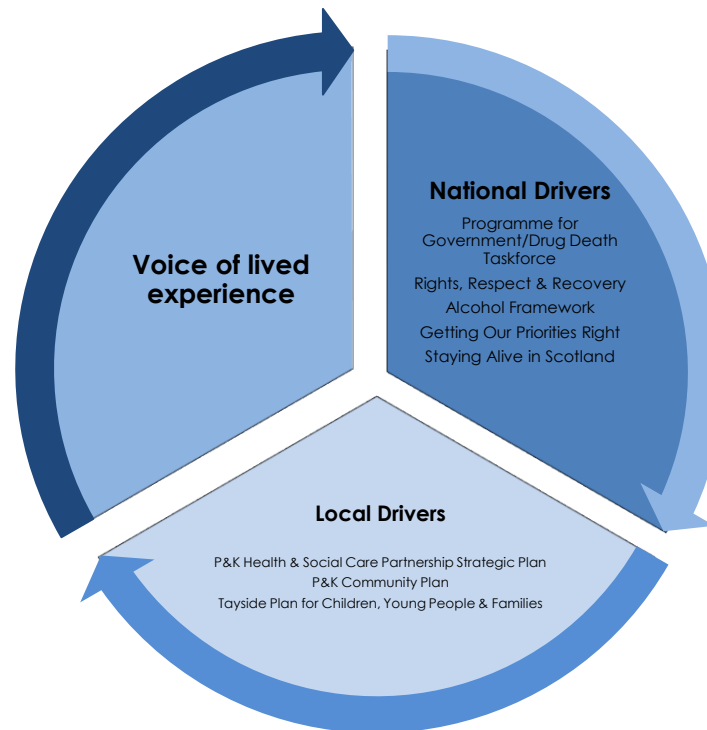 Voice of lived
experience
National Drivers
Programme for
Government/Drug Death
Taskforce
Rights, Respect & Recovery
Alcohol Framework
Getting Our Priorities Right
Staying Alive in Scotland
Local Drivers
P&K Health & Social Care Partnership Strategic Plan
P&K Community Plan
Tayside Plan for Children, Young People & Families